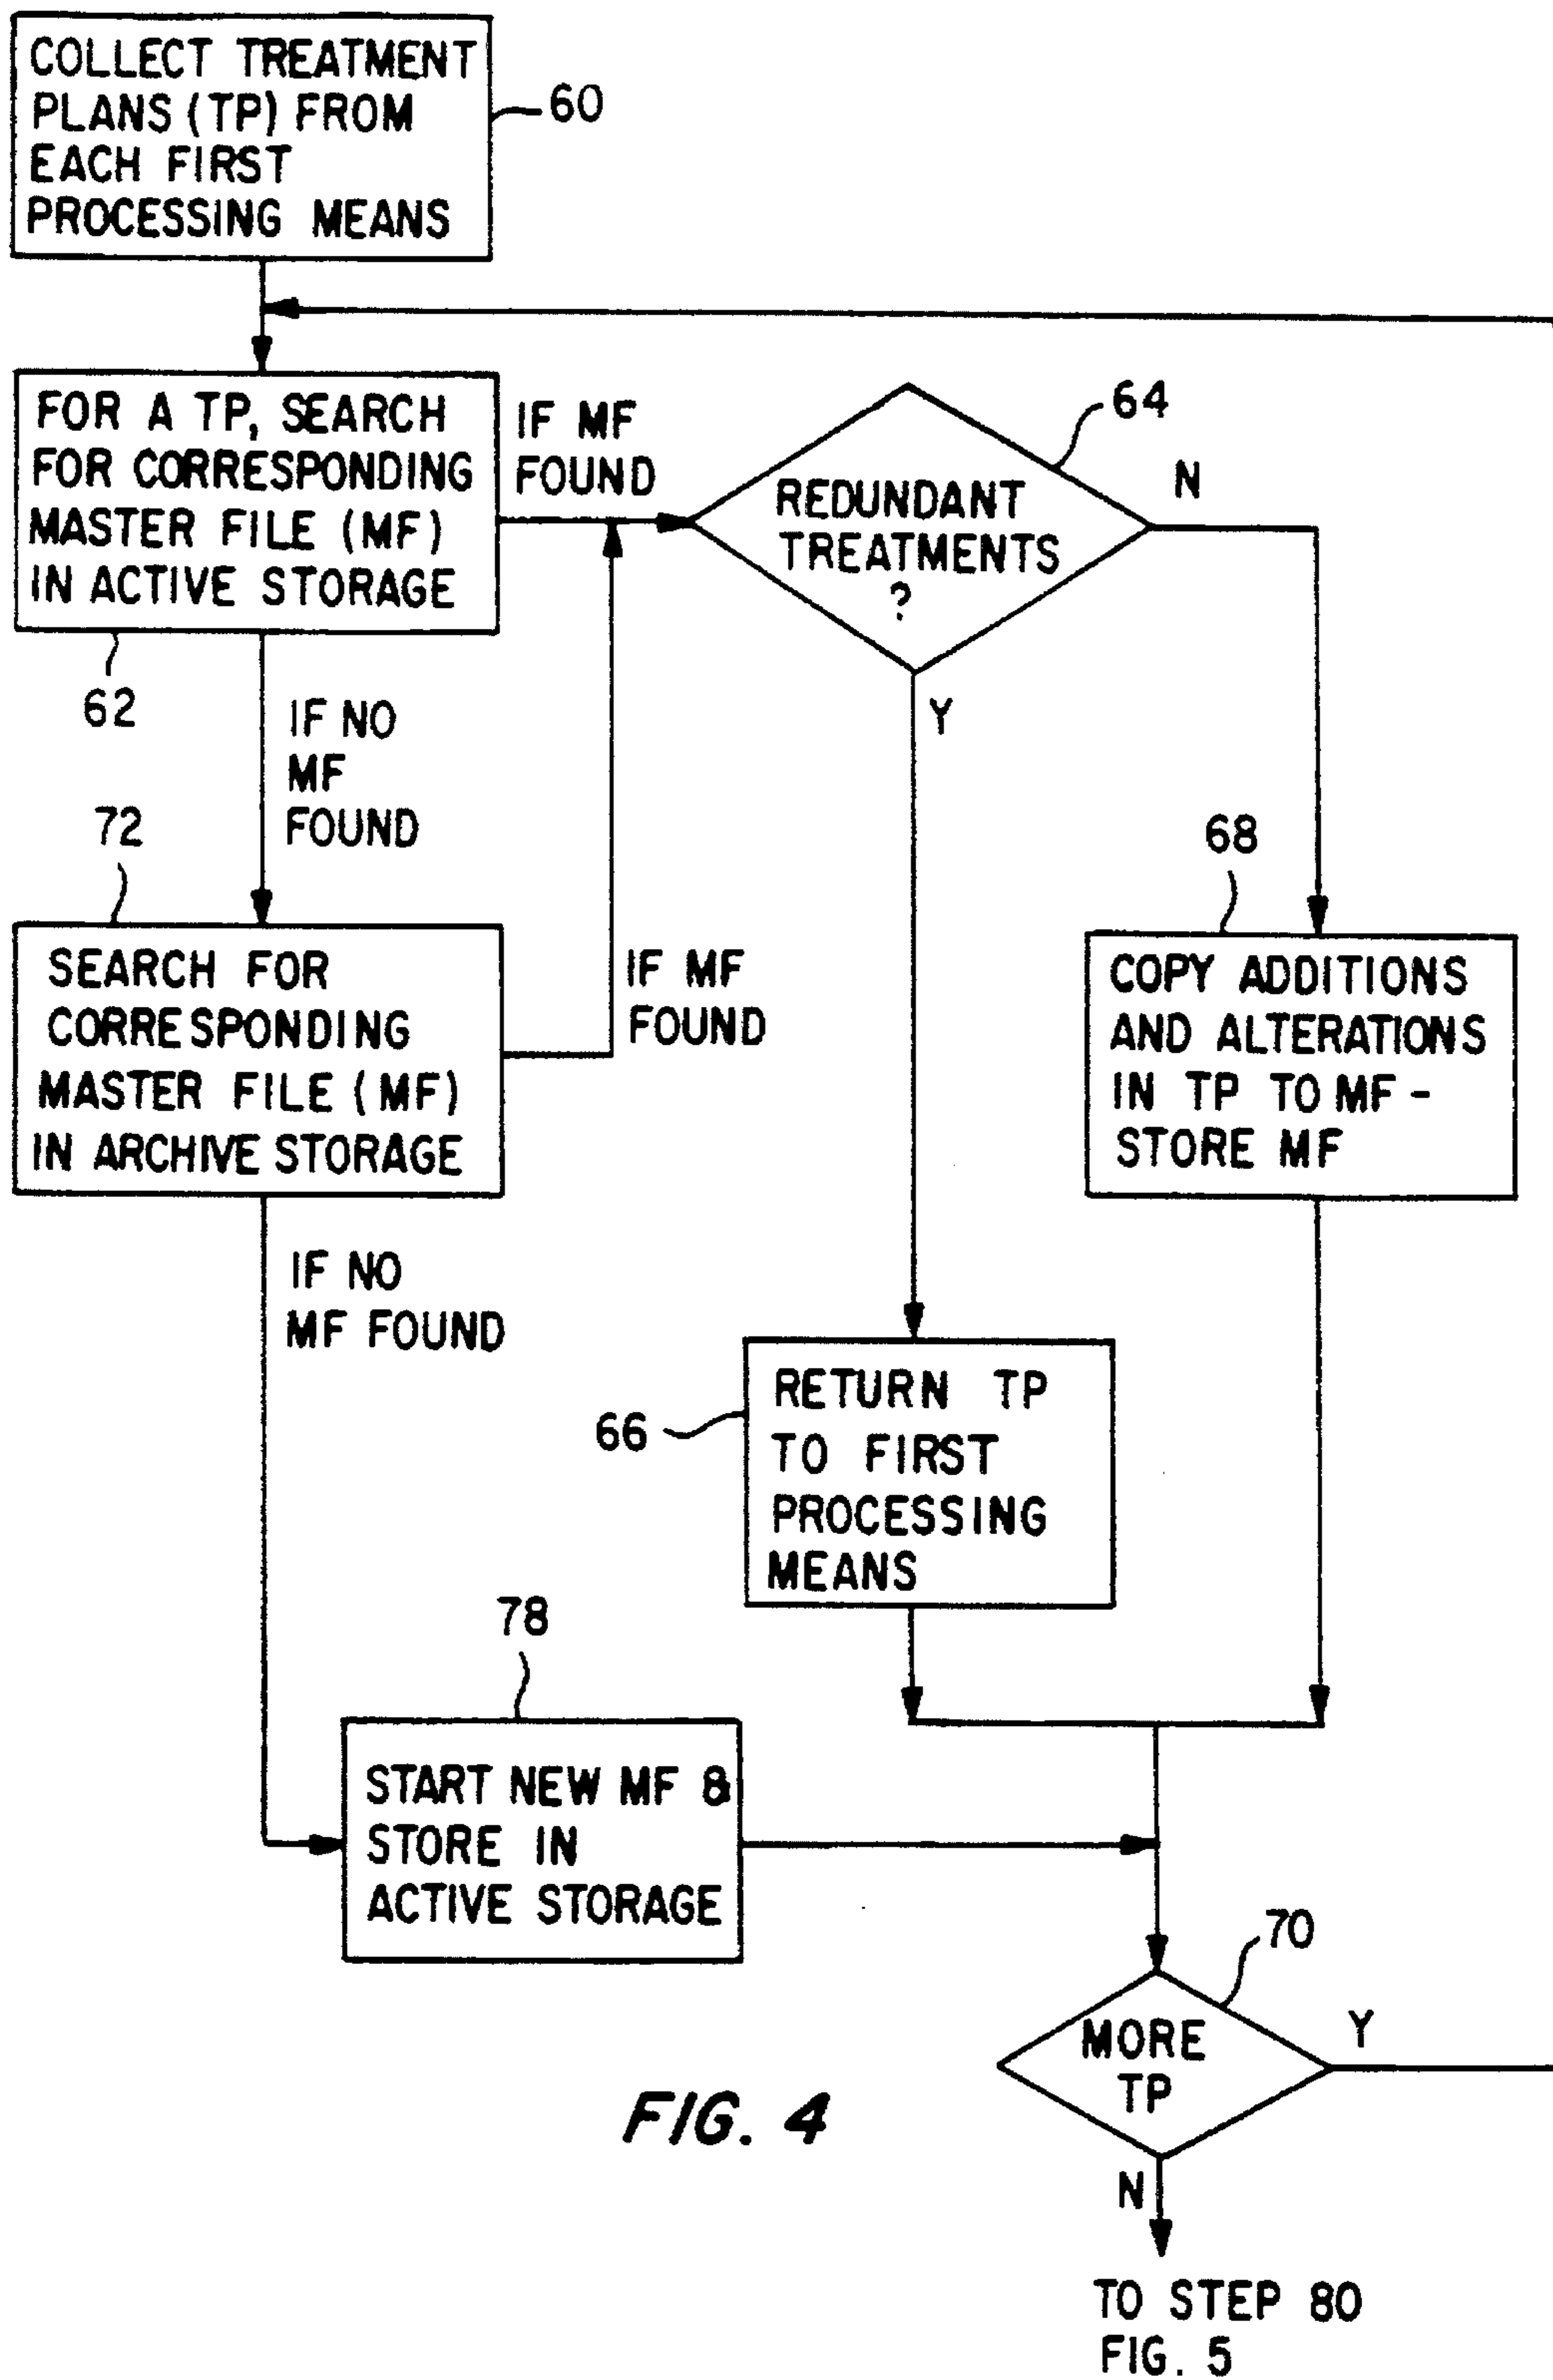 COLLECT TREATMENT
PLANS (TP) FROM
EACH FIRST
PROCESSING MEANS
60
FOR A TP, SEARCH
FOR CORRESPONDING
MASTER FILE (MF)
IN ACTIVE STORAGE
62
IF MF
FOUND
REDUNDANT
TREATMENTS
?
64
N
Y
IF NO
MF
FOUND
72
SEARCH FOR
CORRESPONDING
MASTER FILE (MF)
IN ARCHIVE STORAGE
IF MF
FOUND
68
COPY ADDITIONS
AND ALTERATIONS
IN TP TO MF -
STORE MF
IF NO
MF FOUND
66
RETURN TP
TO FIRST
PROCESSING
MEANS
78
START NEW MF &
STORE IN
ACTIVE STORAGE
70
MORE
TP
Y
N
FIG. 4
TO STEP 80
FIG. 5